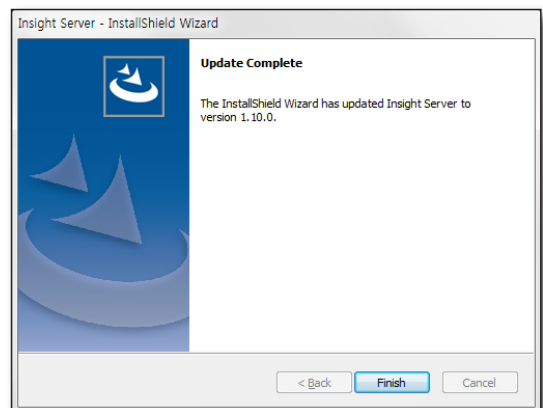 Insight Server - InstallShield Wizard
Update Complete
The InstallShield Wizard has updated Insight Server to
version 1.10.0.
< Back
Finish
Cancel